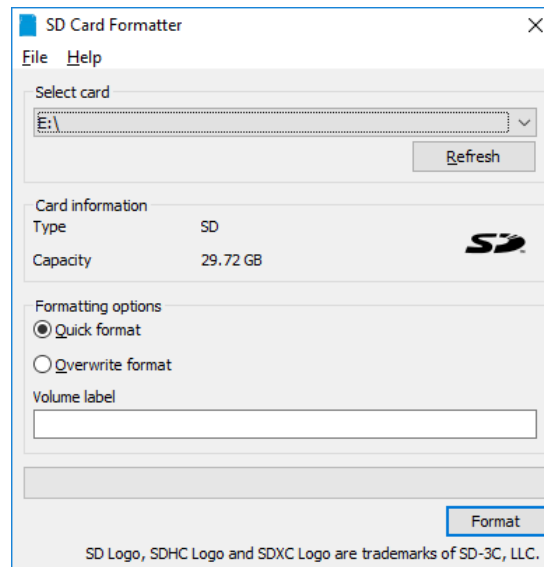 SD Card Formatter
File Help
Select card
E:\
Refresh
Card information
Type SD
Capacity 29.72 GB
SD
Formatting options
Quick format
Overwrite format
Volume label
Format
SD Logo, SDHC Logo and SDXC Logo are trademarks of SD-3C, LLC.